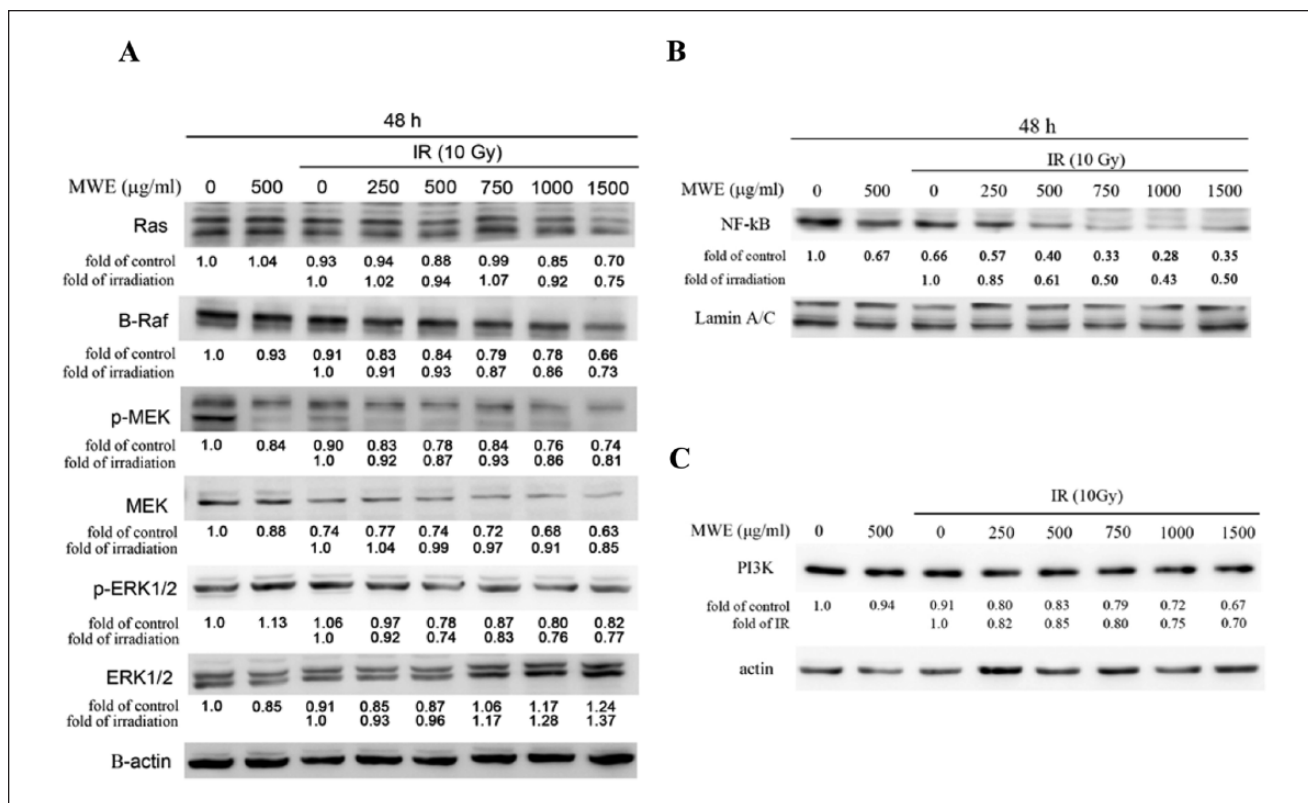 A
48 h
IR (10 Gy)
MWE (µg/ml) 0 500 0 250 500 750 1000 1500
Ras
fold of control 1.0 1.04 0.93 0.94 0.88 0.99 0.85 0.70
fold of irradiation 1.0 1.02 0.94 1.07 0.92 0.75
B-Raf
fold of control 1.0 0.93 0.91 0.83 0.84 0.79 0.78 0.66
fold of irradiation 1.0 0.91 0.93 0.87 0.86 0.73
p-MEK
fold of control 1.0 0.84 0.90 0.83 0.78 0.84 0.76 0.74
fold of irradiation 1.0 0.92 0.87 0.93 0.86 0.81
MEK
fold of control 1.0 0.88 0.74 0.77 0.74 0.72 0.68 0.63
fold of irradiation 1.0 1.04 0.99 0.97 0.91 0.85
p-ERK1/2
fold of control 1.0 1.13 1.06 0.97 0.78 0.87 0.80 0.82
fold of irradiation 1.0 0.92 0.74 0.83 0.76 0.77
ERK1/2
fold of control 1.0 0.85 0.91 0.85 0.87 1.06 1.17 1.24
fold of irradiation 1.0 0.93 0.96 1.17 1.28 1.37
B-actin
B
48 h
IR (10 Gy)
MWE (µg/ml) 0 500 0 250 500 750 1000 1500
NF-kB
fold of control 1.0 0.67 0.66 0.57 0.40 0.33 0.28 0.35
fold of irradiation 1.0 0.85 0.61 0.50 0.43 0.50
Lamin A/C
C
IR (10Gy)
MWE (µg/ml) 0 500 0 250 500 750 1000 1500
PI3K
fold of control 1.0 0.94 0.91 0.80 0.83 0.79 0.72 0.67
fold of IR 1.0 0.82 0.85 0.80 0.75 0.70
actin